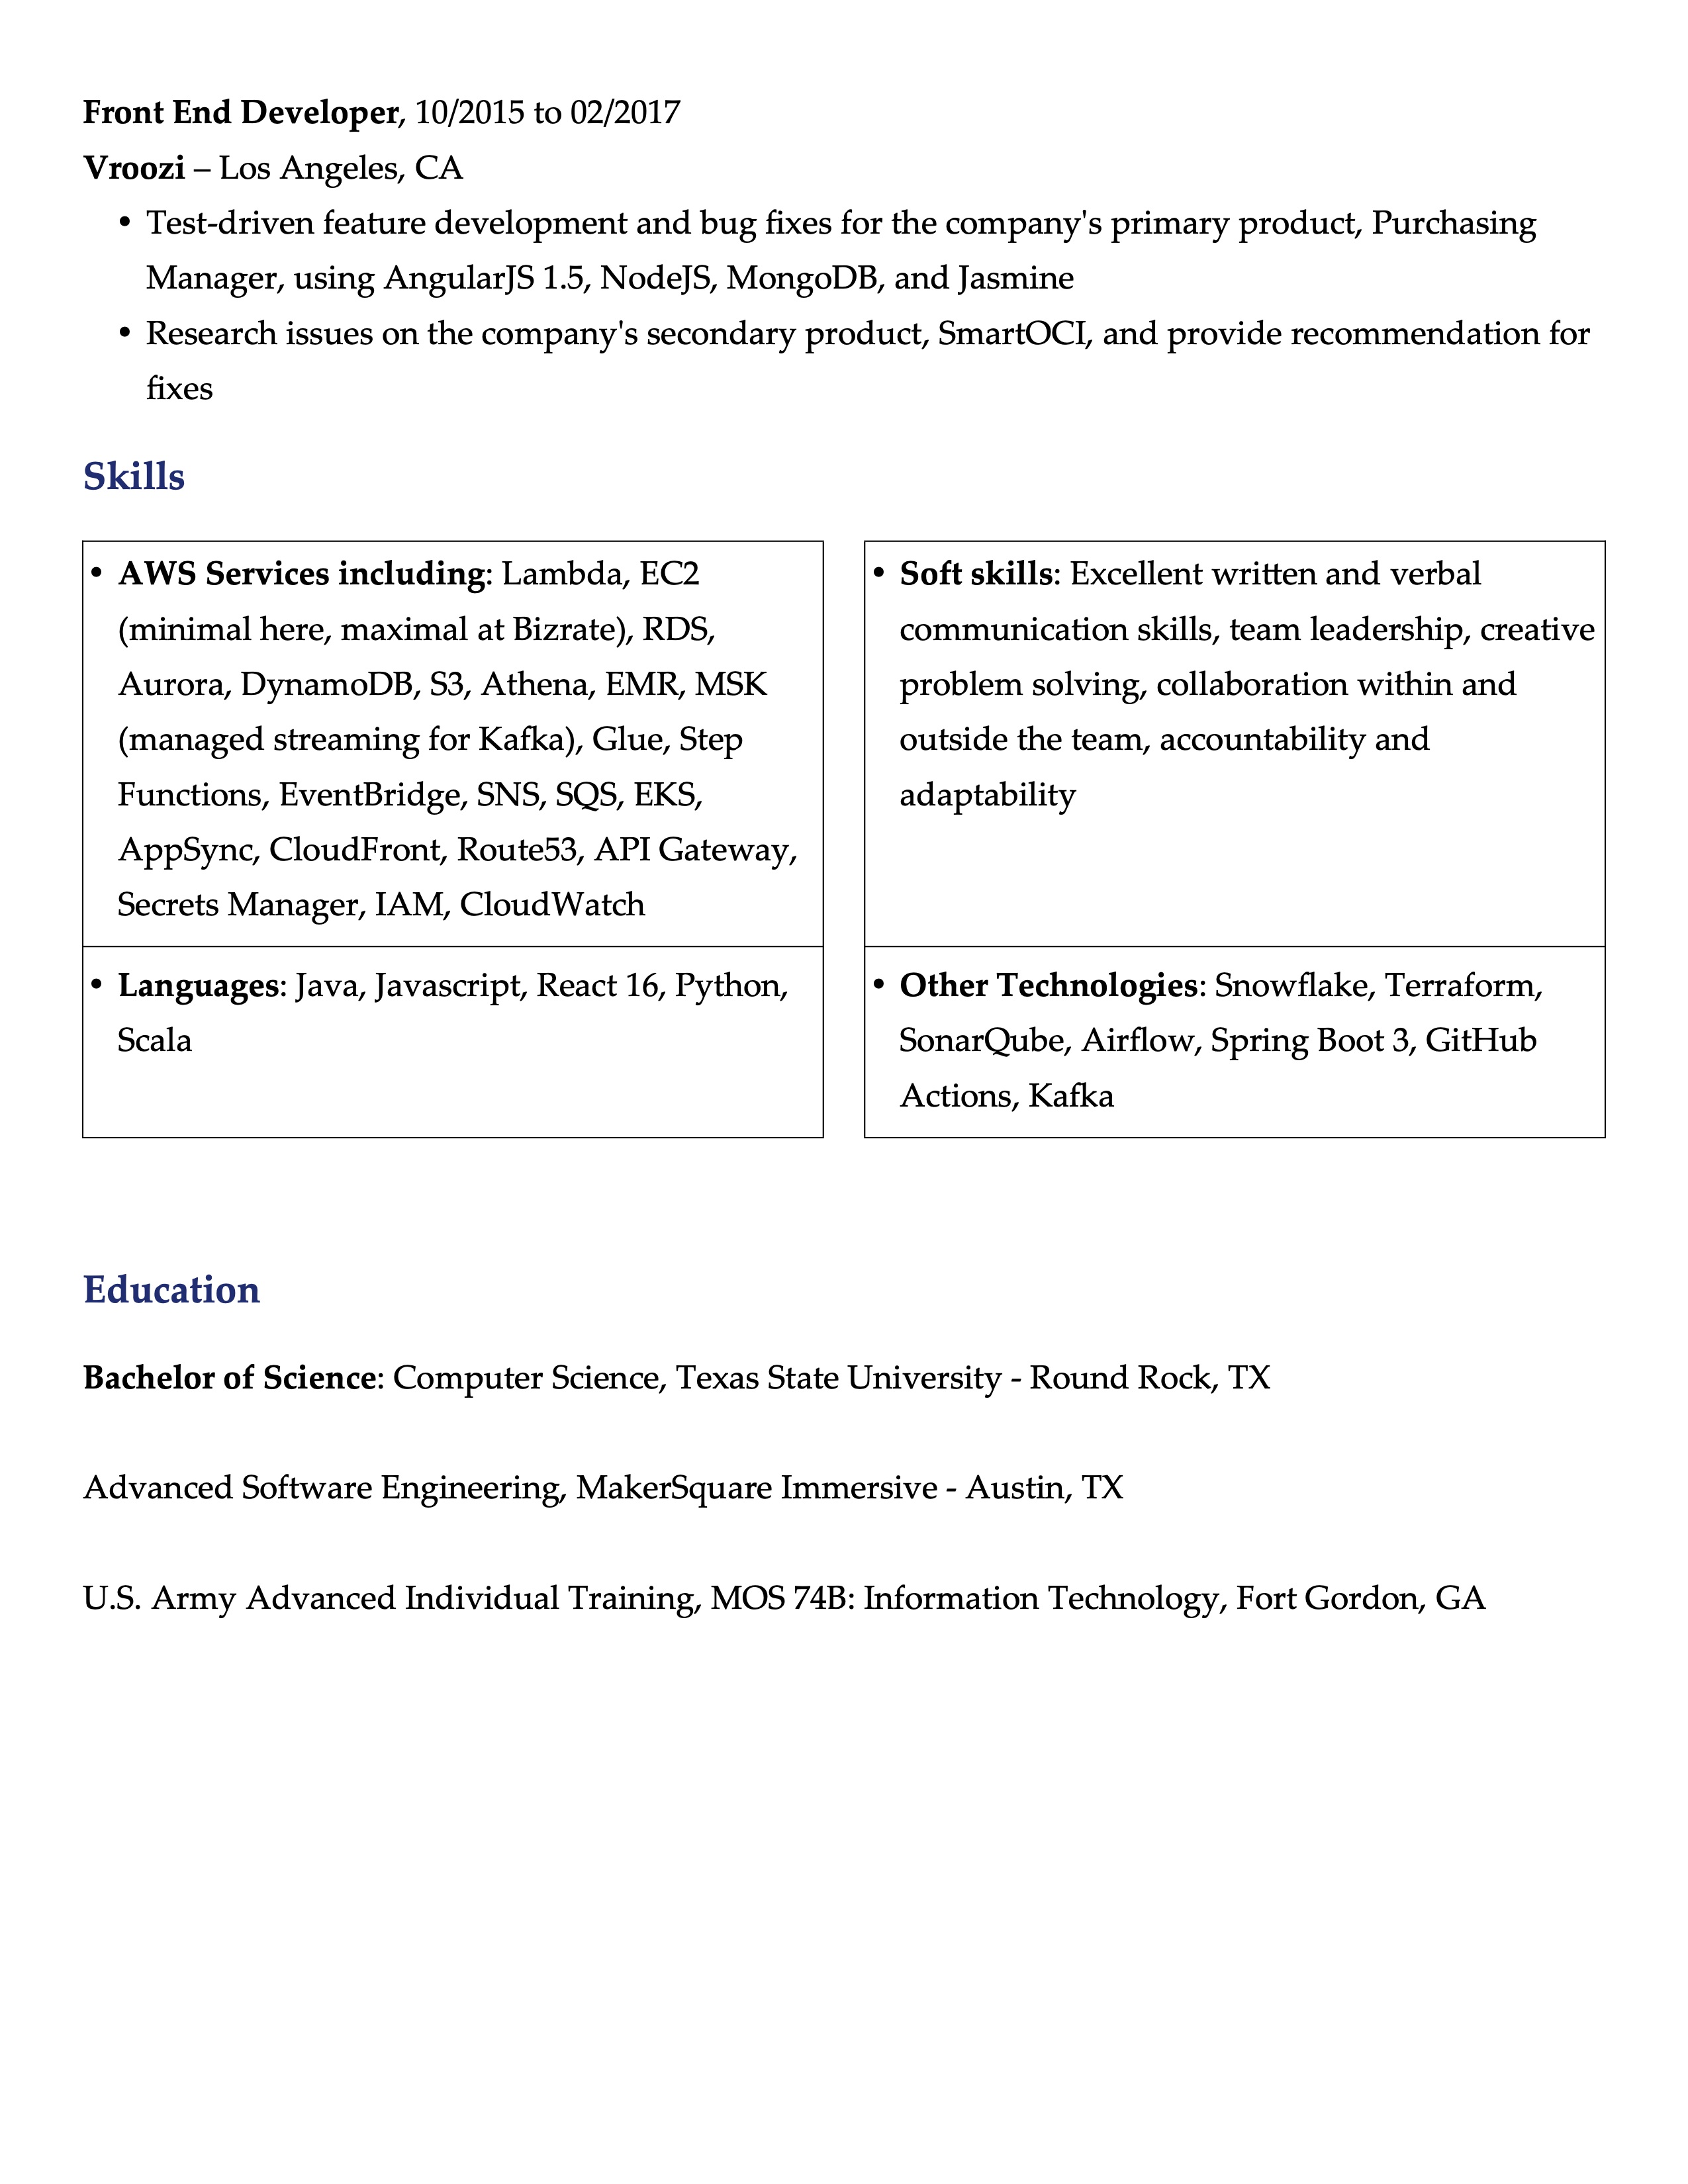 Front End Developer, 10/2015 to 02/2017
Vroozi – Los Angeles, CA
• Test-driven feature development and bug fixes for the company's primary product, Purchasing
Manager, using AngularJS 1.5, NodeJS, MongoDB, and Jasmine
• Research issues on the company's secondary product, SmartOCI, and provide recommendation for
fixes
Skills
• AWS Services including: Lambda, EC2
(minimal here, maximal at Bizrate), RDS,
Aurora, DynamoDB, S3, Athena, EMR, MSK
(managed streaming for Kafka), Glue, Step
Functions, EventBridge, SNS, SQS, EKS,
AppSync, CloudFront, Route53, API Gateway,
Secrets Manager, IAM, CloudWatch
• Soft skills: Excellent written and verbal
communication skills, team leadership, creative
problem solving, collaboration within and
outside the team, accountability and
adaptability
• Languages: Java, Javascript, React 16, Python,
Scala
• Other Technologies: Snowflake, Terraform,
SonarQube, Airflow, Spring Boot 3, GitHub
Actions, Kafka
Education
Bachelor of Science: Computer Science, Texas State University - Round Rock, TX
Advanced Software Engineering, MakerSquare Immersive - Austin, TX
U.S. Army Advanced Individual Training, MOS 74B: Information Technology, Fort Gordon, GA